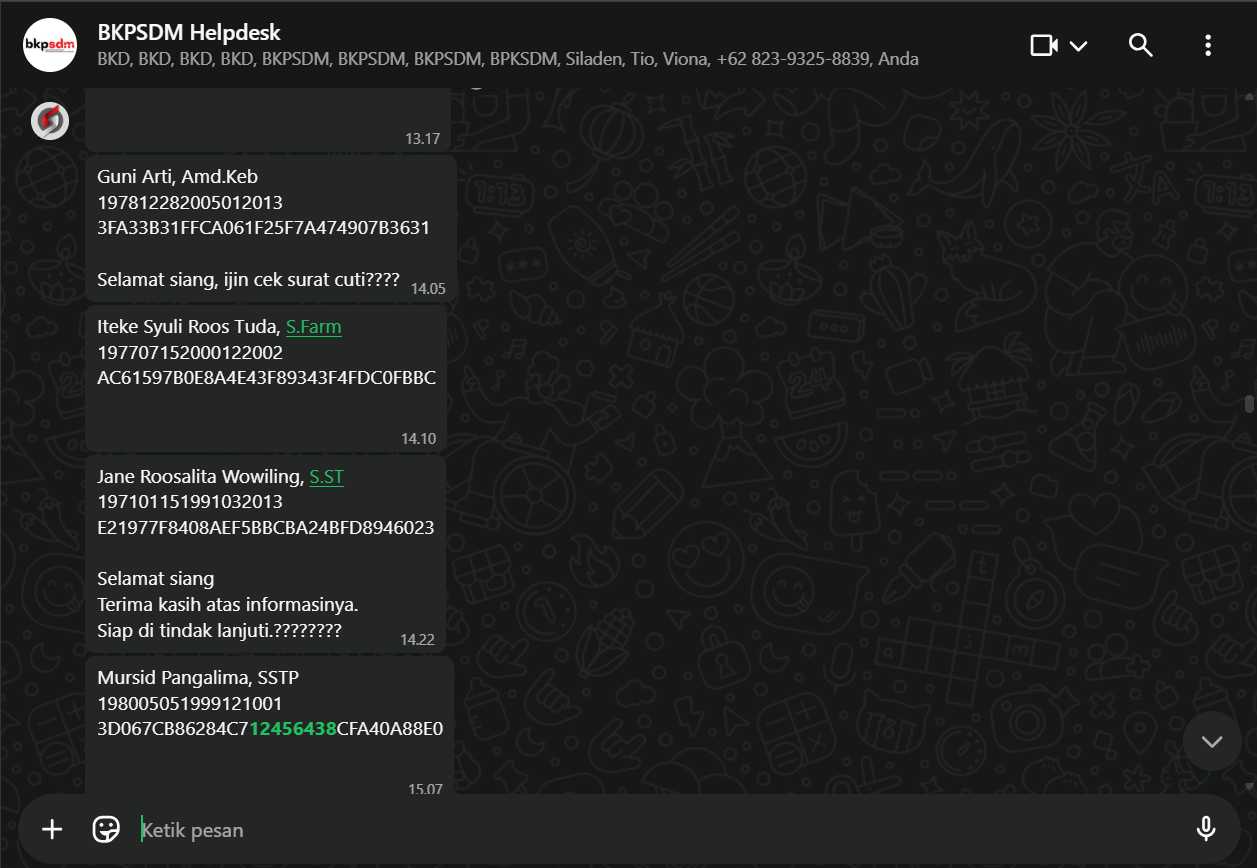 bkpsdm
BKPSDM Helpdesk
BKD, BKD, BKD, BKD, BKPSDM, BKPSDM, BKPSDM, BPKSDM, Siladen, Tio, Viona, +62 823-9325-8839, Anda
13.17
Guni Arti, Amd.Keb
197812282005012013
3FA33B31FFCA061F25F7A474907B3631
Selamat siang, ijin cek surat cuti????
14.05
Iteke Syuli Roos Tuda, S.Farm
197707152000122002
AC61597B0E8A4E43F89343F4FDC0FBBC
14.10
Jane Roosalita Wowiling, S.ST
197101151991032013
E21977F8408AEF5BBCBA24BFD8946023
Selamat siang
Terima kasih atas informasinya.
Siap di tindak lanjuti.????????
14.22
Mursid Pangalima, SSTP
198005051999121001
3D067CB86284C712456438CFA40A88E0
15.07
Ketik pesan